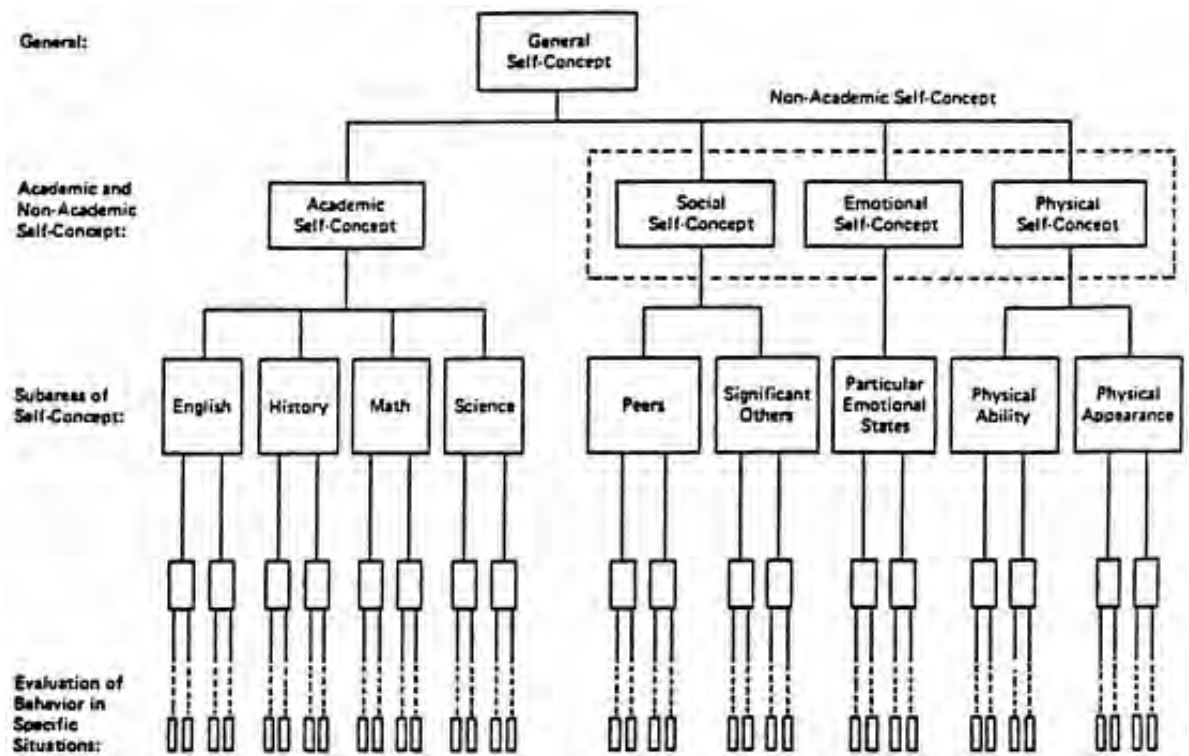 General:
General
Self-Concept
Non-Academic Self-Concept
Academic and
Non-Academic
Self-Concept:
Academic
Self-Concept
Social
Self-Concept
Emotional
Self-Concept
Physical
Self-Concept
Subareas of
Self-Concept:
English
History
Math
Science
Peers
Significant
Others
Particular
Emotional
States
Physical
Ability
Physical
Appearance
Evaluation of
Behavior in
Specific
Situations: